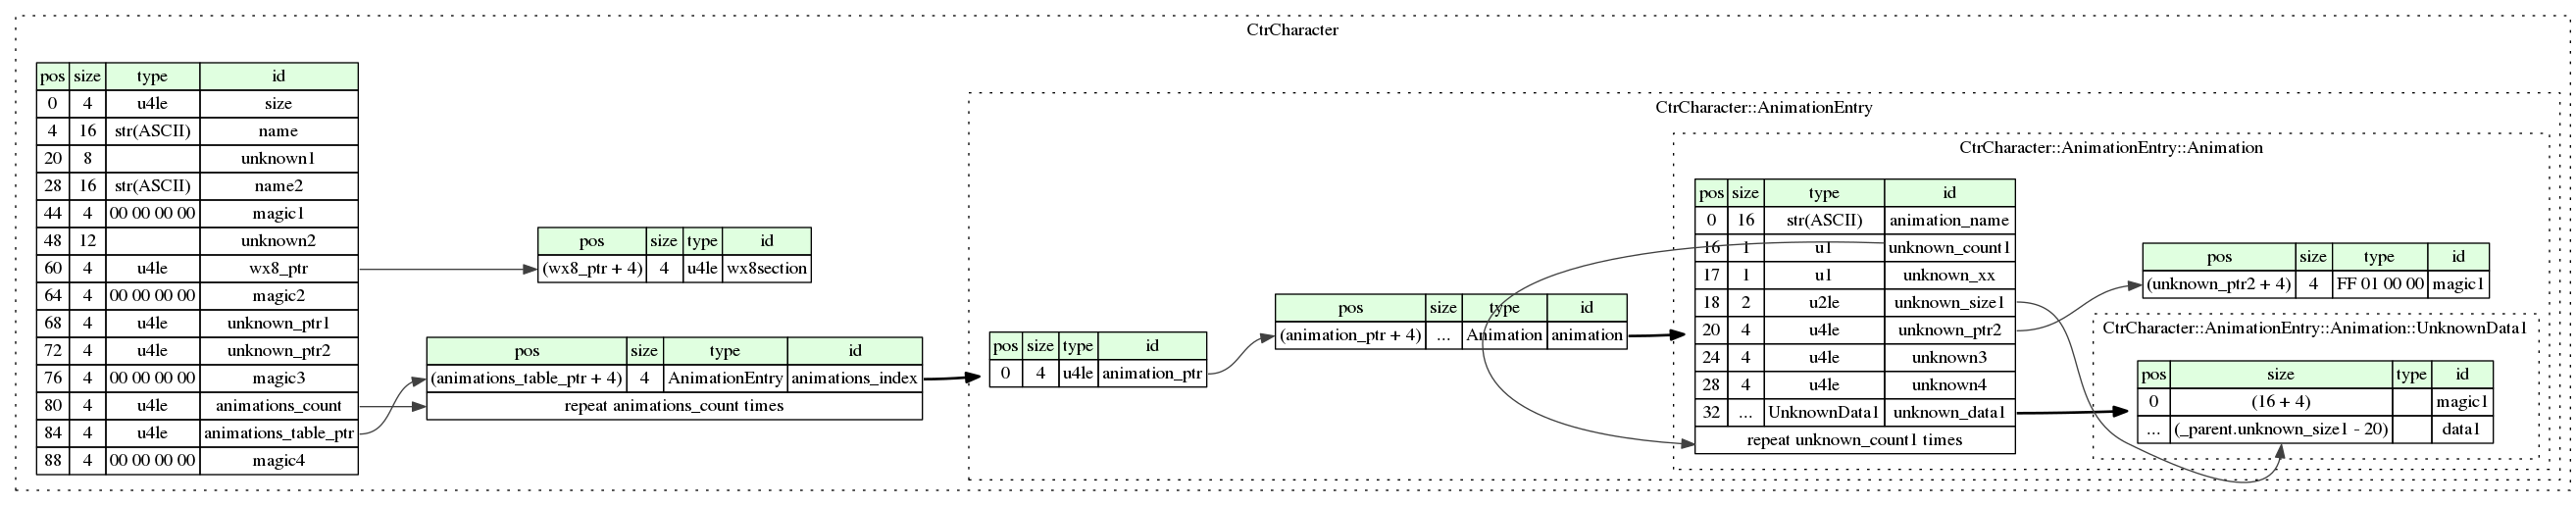 CtrCharacter
pos size type id
0 4 u4le size
4 16 str(ASCII) name
20 8 unknown1
28 16 str(ASCII) name2
44 4 00 00 00 00 magic1
48 12 unknown2
60 4 u4le wx8_ptr
64 4 00 00 00 00 magic2
68 4 u4le unknown_ptr1
72 4 u4le unknown_ptr2
76 4 00 00 00 00 magic3
80 4 u4le animations_count
84 4 u4le animations_table_ptr
88 4 00 00 00 00 magic4
pos size type id
(wx8_ptr + 4) 4 u4le wx8section
pos size type id
(animations_table_ptr + 4) 4 AnimationEntry animations_index
repeat animations_count times
CtrCharacter::AnimationEntry
pos size type id
0 4 u4le animation_ptr
pos size type id
(animation_ptr + 4) ... Animation animation
CtrCharacter::AnimationEntry::Animation
pos size type id
0 16 str(ASCII) animation_name
16 1 u1 unknown_count1
17 1 u1 unknown_xx
18 2 u2le unknown_size1
20 4 u4le unknown_ptr2
24 4 u4le unknown3
28 4 u4le unknown4
32 ... UnknownData1 unknown_data1
repeat unknown_count1 times
pos size type id
(unknown_ptr2 + 4) 4 FF 01 00 00 magic1
CtrCharacter::AnimationEntry::Animation::UnknownData1
pos size type id
0 (16 + 4) magic1
... (_parent.unknown_size1 - 20) data1